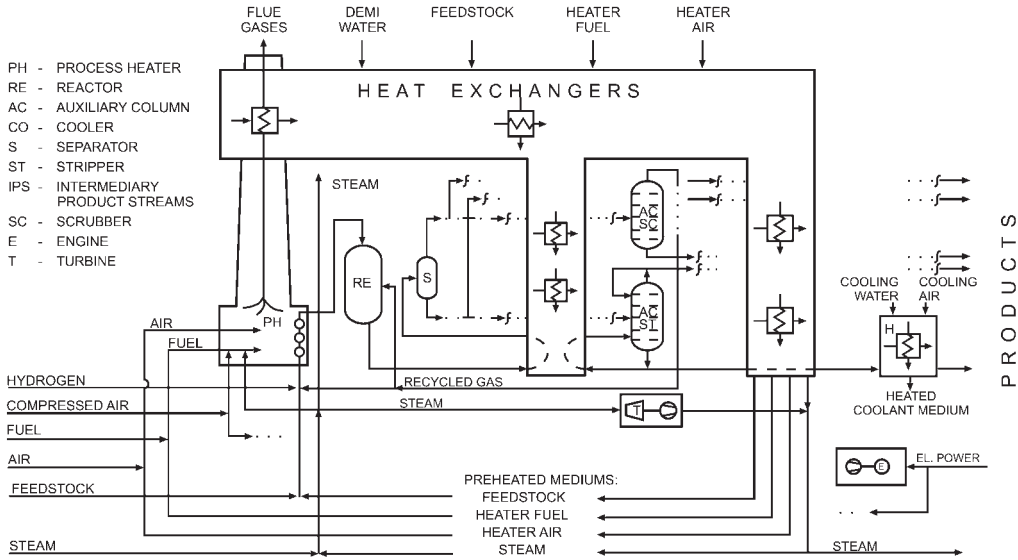 FLUE
GASES
DEMI
WATER
FEEDSTOCK
HEATER
FUEL
HEATER
AIR
PH - PROCESS HEATER
RE - REACTOR
AC - AUXILIARY COLUMN
CO - COOLER
S - SEPARATOR
ST - STRIPPER
IPS - INTERMEDIARY
PRODUCT STREAMS
SC - SCRUBBER
E - ENGINE
T - TURBINE
HEAT EXCHANGERS
STEAM
AC
SC
RE
S
AC
ST
PH
AIR
FUEL
COOLING
WATER
COOLING
AIR
H
HEATED
COOLANT MEDIUM
PRODUCTS
HYDROGEN
RECYCLED GAS
COMPRESSED AIR
STEAM
T
FUEL
AIR
E
EL. POWER
FEEDSTOCK
PREHEATED MEDIUMS:
FEEDSTOCK
HEATER FUEL
HEATER AIR
STEAM
STEAM
STEAM